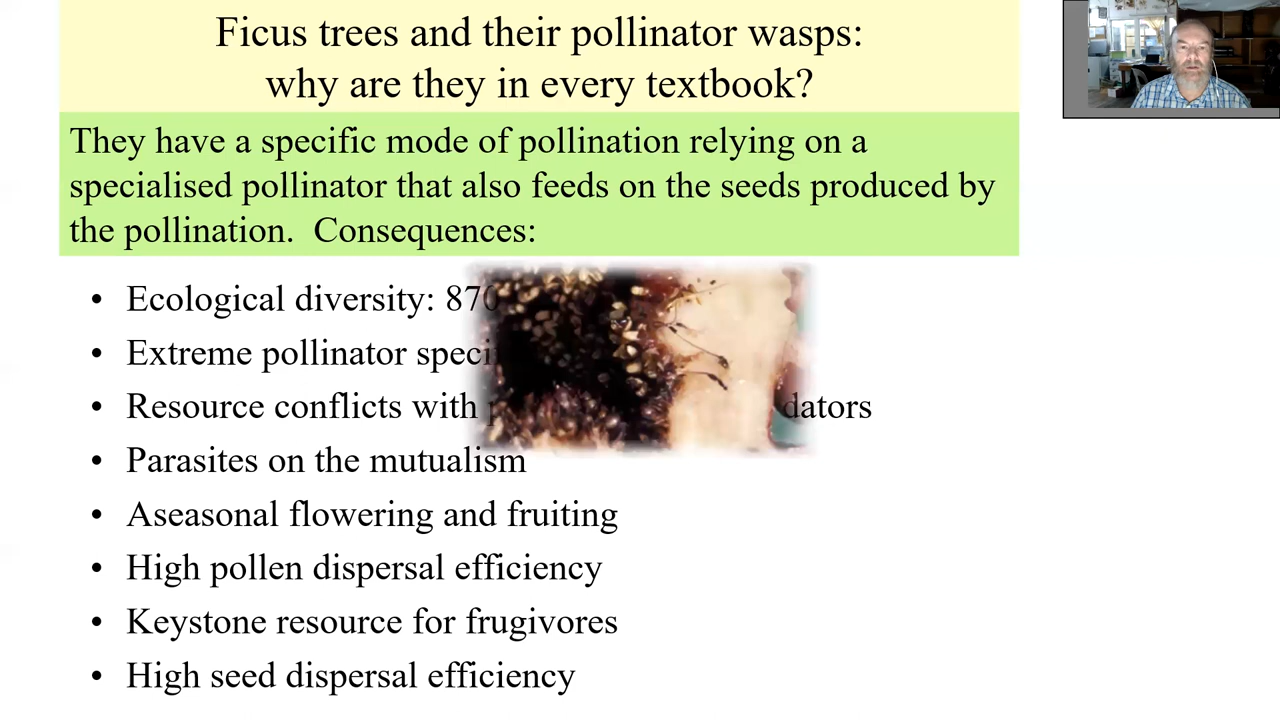 Ficus trees and their pollinator wasps:
why are they in every textbook?
They have a specific mode of pollination relying on a
specialised pollinator that also feeds on the seeds produced by
the pollination. Consequences:
• Ecological diversity: 870
• Extreme pollinator
• Resource conflicts with
• Parasites on the mutualism
• Aseasonal flowering and fruiting
• High pollen dispersal efficiency
• Keystone resource for frugivores
• High seed dispersal efficiency